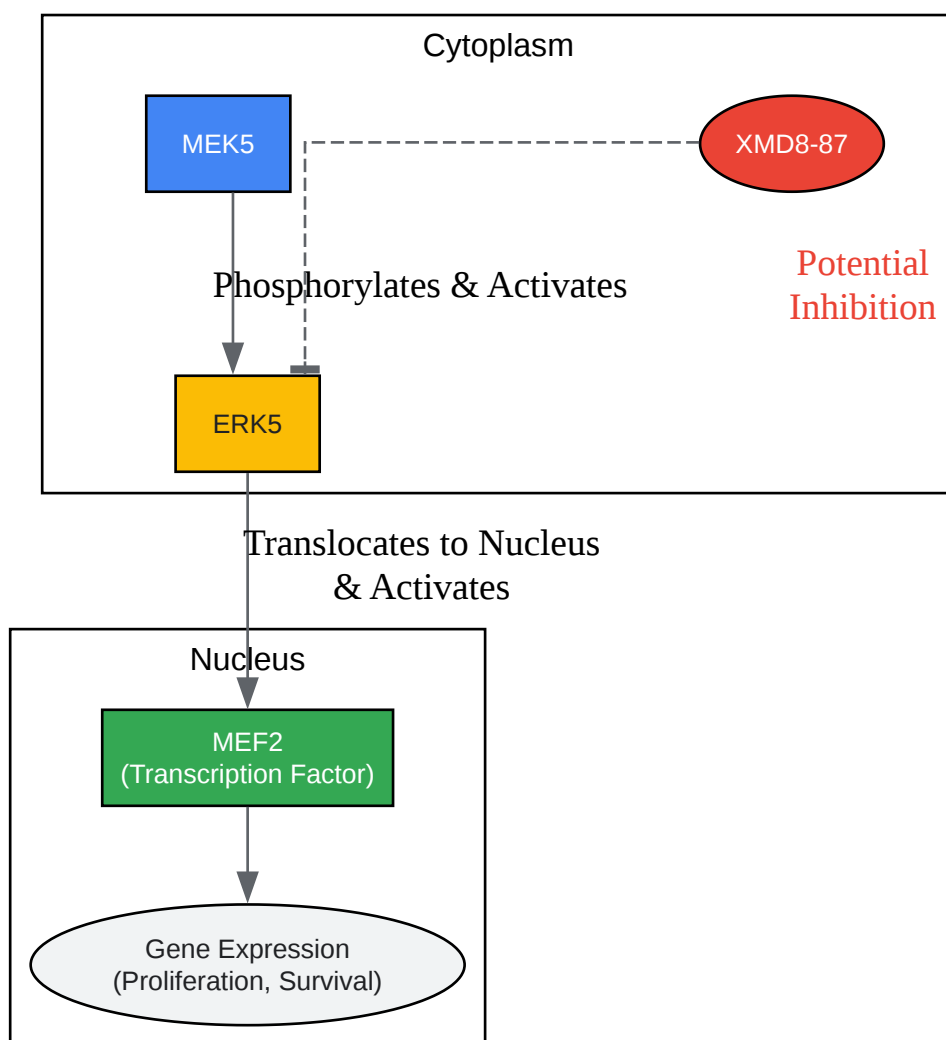 Cytoplasm
MEK5
XMD8-87
Potential
Inhibition
Phosphorylates & Activates
ERK5
Translocates to Nucleus
& Activates
Nucleus
MEF2
(Transcription Factor)
Gene Expression
(Proliferation, Survival)